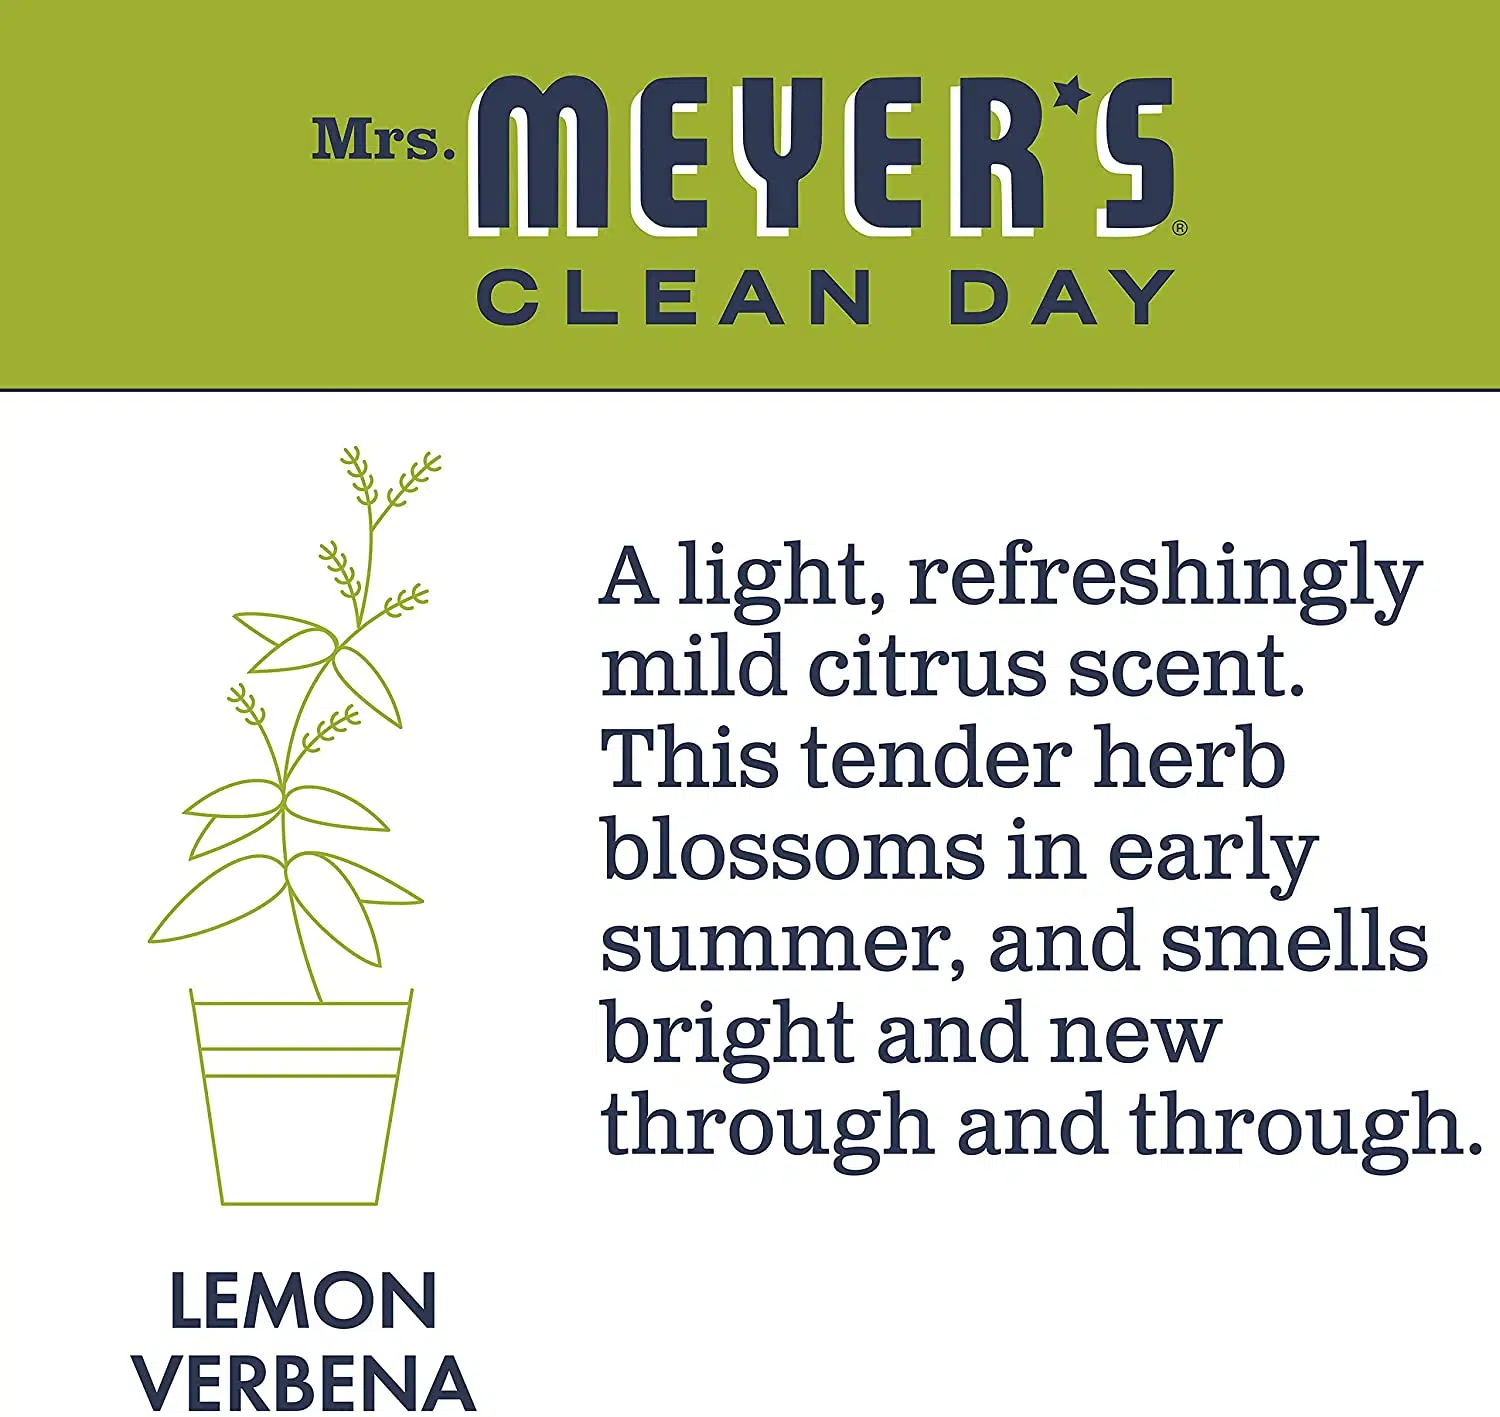 Mrs. MEYER'S®
CLEAN DAY
A light, refreshingly
mild citrus scent.
This tender herb
blossoms in early
summer, and smells
bright and new
through and through.
LEMON
VERBENA